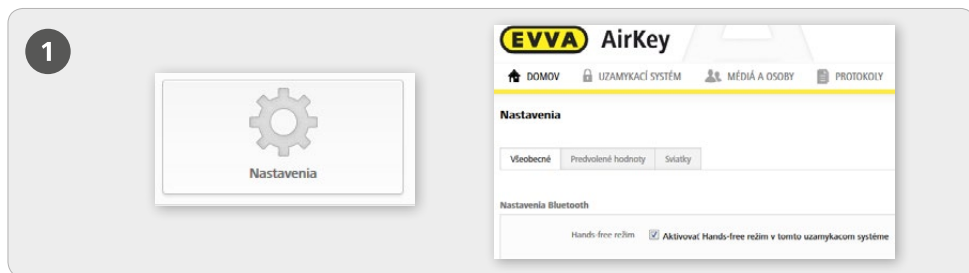 1
Nastavenia
EVVA AirKey
DOMOV UZAMYKACÍ SYSTÉM MÉDIÁ A OSOBY PROTOKOLY
Nastavenia
Všeobecné Predvolené hodnoty Sviatky
Nastavenia Bluetooth
Hands-free režim Aktivovať Hands-free režim v tomto uzamykacom systéme